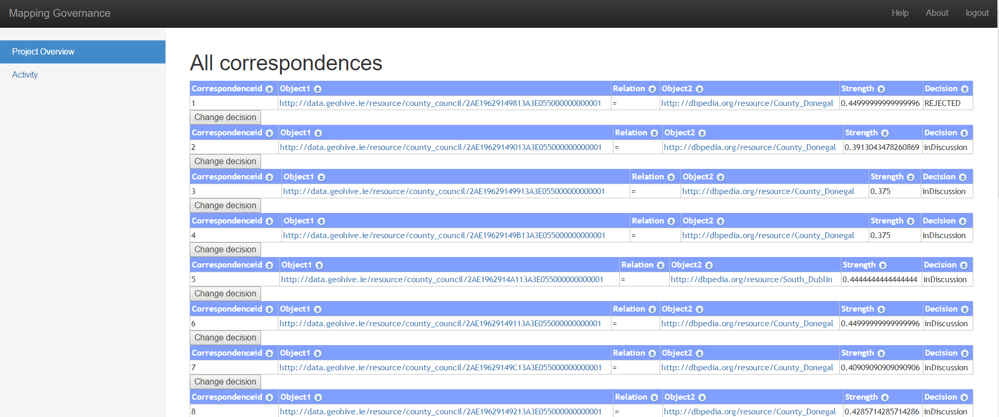 Mapping Governance Help About logout
Project Overview
Activity
All correspondences
Correspondenceid Object1 Relation Object2 Strength Decision
1 http://data.geohive.ie/resource/county_council/2AE19629149813A3E055000000000001 = http://dbpedia.org/resource/County_Donegal 0.44999999999999996 REJECTED
Change decision
Correspondenceid Object1 Relation Object2 Strength Decision
2 http://data.geohive.ie/resource/county_council/2AE19629149013A3E055000000000001 = http://dbpedia.org/resource/County_Donegal 0.3913043478260869 inDiscussion
Change decision
Correspondenceid Object1 Relation Object2 Strength Decision
3 http://data.geohive.ie/resource/county_council/2AE19629149913A3E055000000000001 = http://dbpedia.org/resource/County_Donegal 0.375 inDiscussion
Change decision
Correspondenceid Object1 Relation Object2 Strength Decision
4 http://data.geohive.ie/resource/county_council/2AE19629149B13A3E055000000000001 = http://dbpedia.org/resource/County_Donegal 0.375 inDiscussion
Change decision
Correspondenceid Object1 Relation Object2 Strength Decision
5 http://data.geohive.ie/resource/county_council/2AE1962914A113A3E055000000000001 = http://dbpedia.org/resource/South_Dublin 0.4444444444444444 inDiscussion
Change decision
Correspondenceid Object1 Relation Object2 Strength Decision
6 http://data.geohive.ie/resource/county_council/2AE19629149113A3E055000000000001 = http://dbpedia.org/resource/County_Donegal 0.44999999999999996 inDiscussion
Change decision
Correspondenceid Object1 Relation Object2 Strength Decision
7 http://data.geohive.ie/resource/county_council/2AE19629149C13A3E055000000000001 = http://dbpedia.org/resource/County_Donegal 0.40909090909090906 inDiscussion
Change decision
Correspondenceid Object1 Relation Object2 Strength Decision
8 http://data.geohive.ie/resource/county_council/2AE19629149213A3E055000000000001 = http://dbpedia.org/resource/County_Donegal 0.4285714285714286 inDiscussion